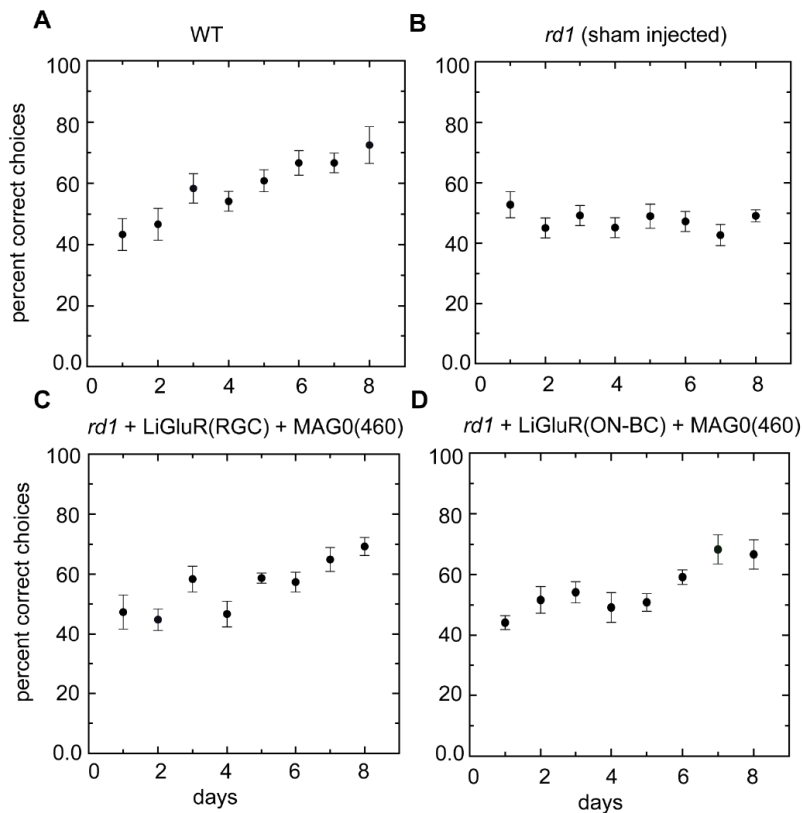 A
WT
percent correct choices
100
80
60
40
20
0.0
0 2 4 6 8
B
rd1 (sham injected)
100
80
60
40
20
0.0
0 2 4 6 8
C
rd1 + LiGluR(RGC) + MAG0(460)
percent correct choices
100
80
60
40
20
0.0
0 2 4 6 8
days
D
rd1 + LiGluR(ON-BC) + MAG0(460)
100
80
60
40
20
0.0
0 2 4 6 8
days